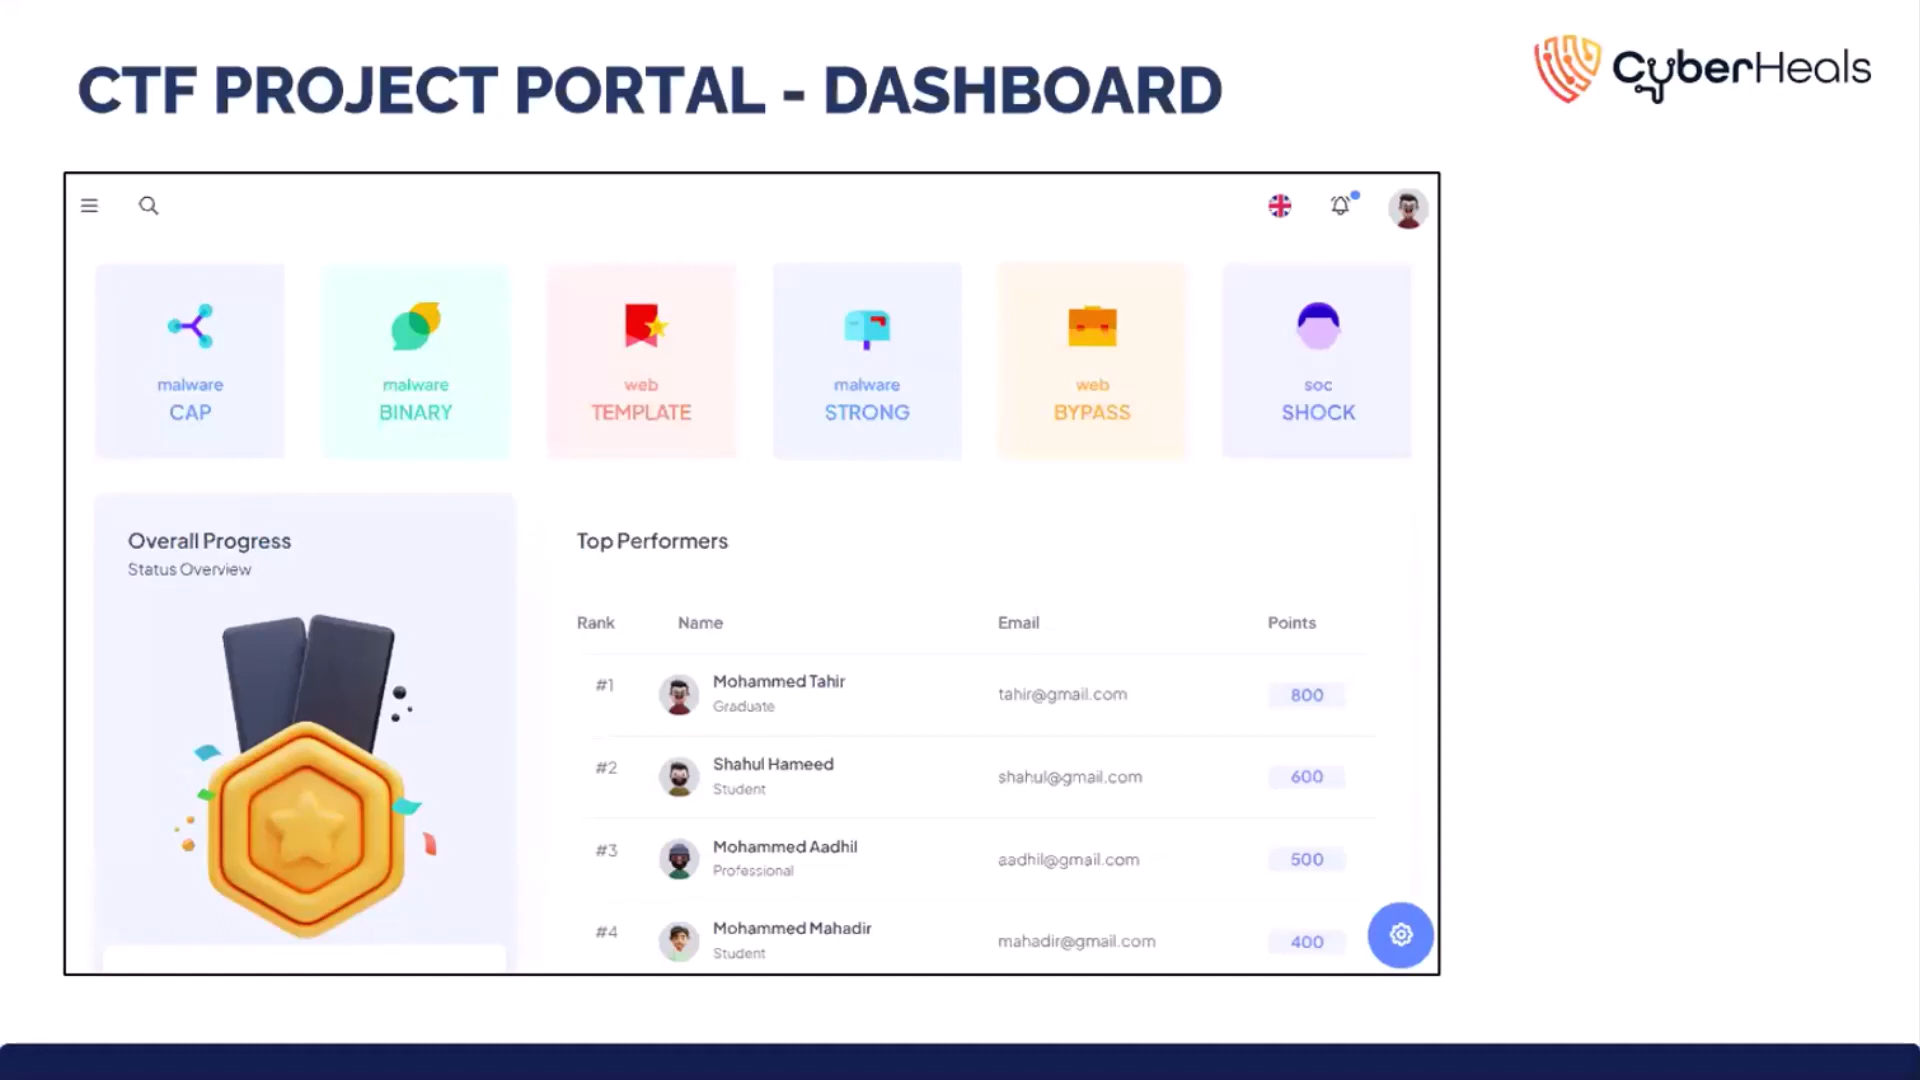 CTF PROJECT PORTAL - DASHBOARD
CyberHeals
malware
CAP
malware
BINARY
web
TEMPLATE
malware
STRONG
web
BYPASS
soc
SHOCK
Overall Progress
Status Overview
Top Performers
Rank Name Email Points
#1 Mohammed Tahir tahir@gmail.com 800
Graduate
#2 Shahul Hameed shahul@gmail.com 600
Student
#3 Mohammed Aadhil aadhil@gmail.com 500
Professional
#4 Mohammed Mahadir mahadir@gmail.com 400
Student